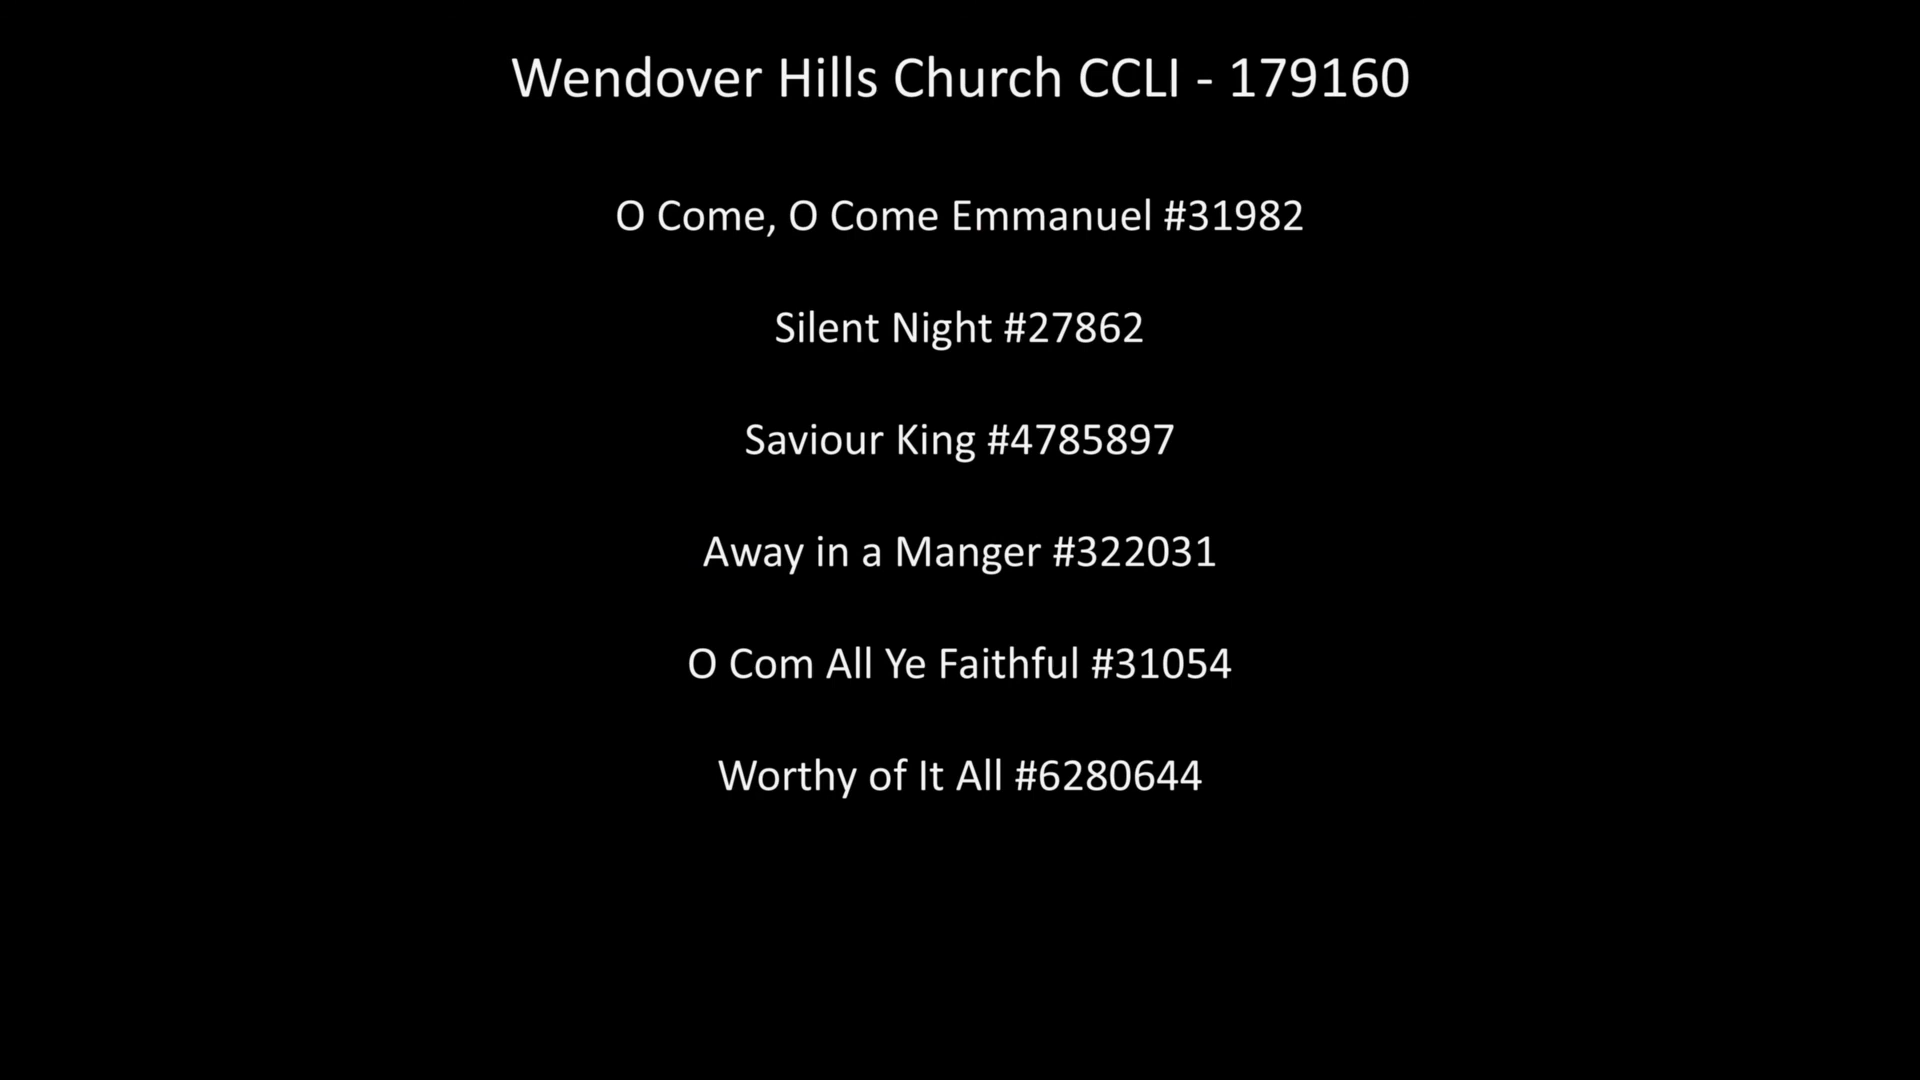 Wendover Hills Church CCLI - 179160
O Come, O Come Emmanuel #31982
Silent Night #27862
Saviour King #4785897
Away in a Manger #322031
O Com All Ye Faithful #31054
Worthy of It All #6280644